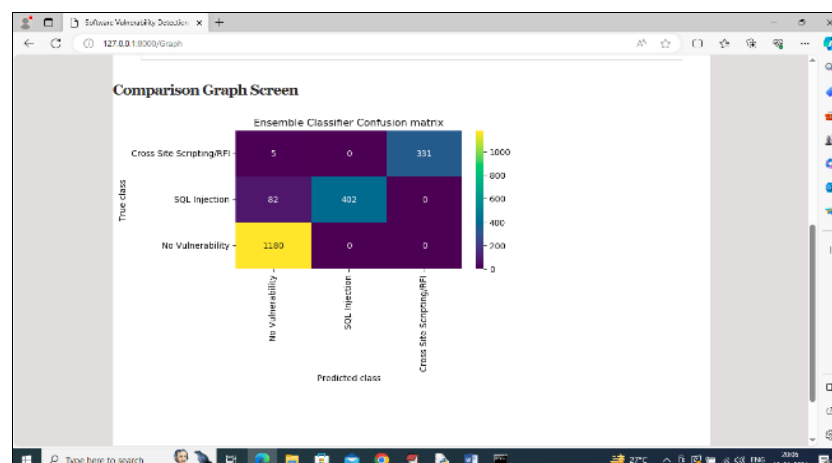 Software Vulnerability Detection
127.0.0.1:8000/Graph
Comparison Graph Screen
Ensemble Classifier Confusion matrix
Cross Site Scripting/RFI
5 0 331
SQL Injection
82 402 0
No Vulnerability
1180 0 0
True class
1000
800
600
400
200
0
No Vulnerability
SQL Injection
Cross Site Scripting/RFI
Predicted class
Type here to search
27°C
ENG